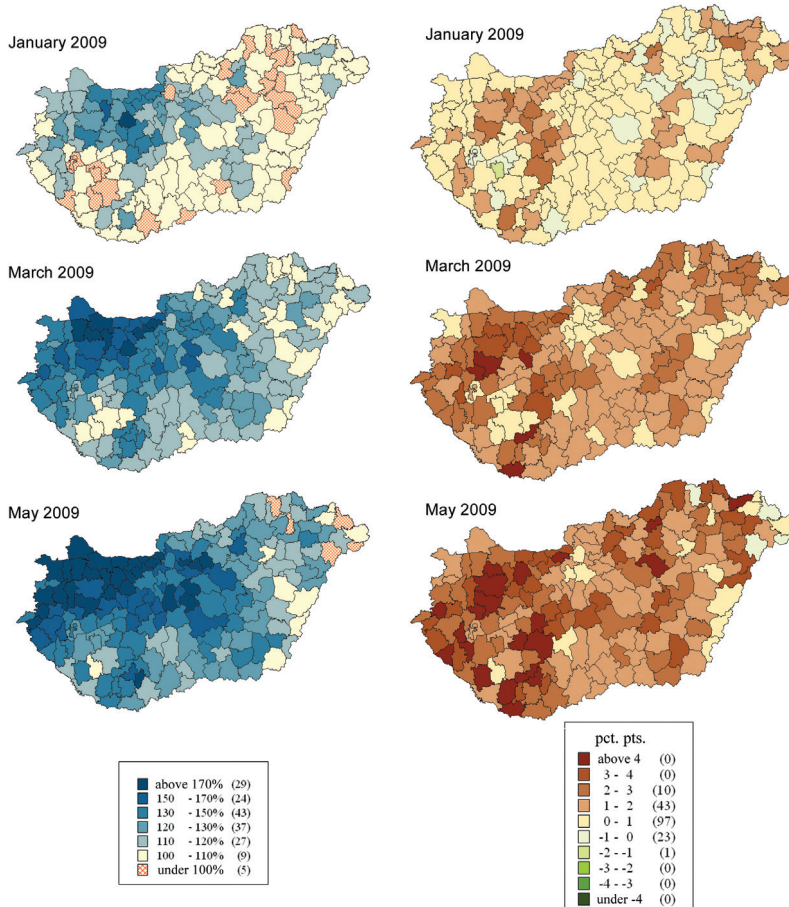 January 2009
January 2009
March 2009
March 2009
May 2009
May 2009
above 170% (29)
150 - 170% (24)
130 - 150% (43)
120 - 130% (37)
110 - 120% (27)
100 - 110% (9)
under 100% (5)
pct. pts.
above 4 (0)
3 - 4 (0)
2 - 3 (10)
1 - 2 (43)
0 - 1 (97)
-1 - 0 (23)
-2 - -1 (1)
-3 - -2 (0)
-4 - -3 (0)
under -4 (0)